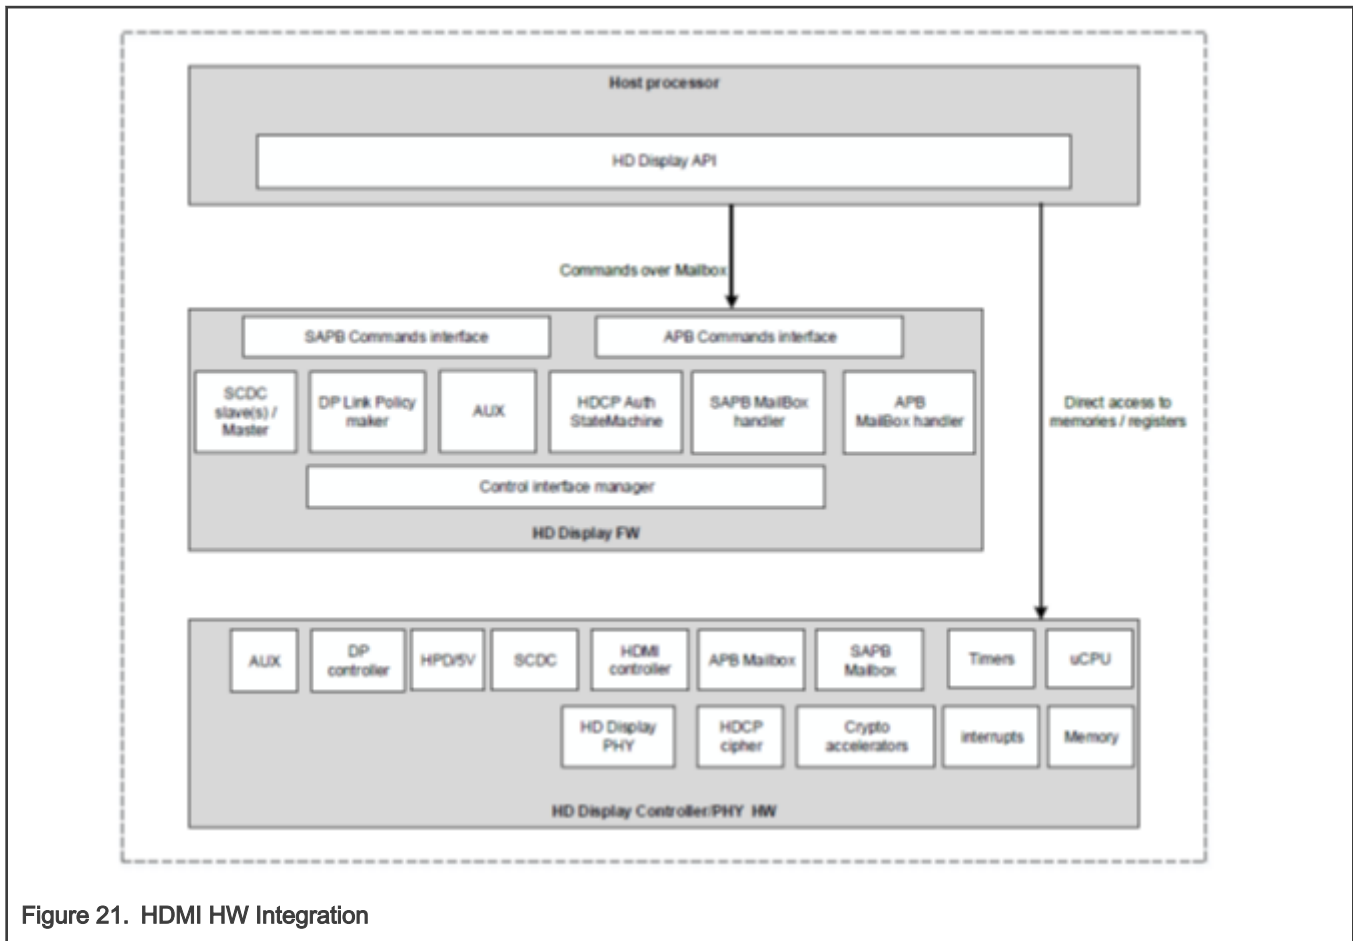 Host processor
HD Display API
Commands over Mailbox
SAPB Commands interface
APB Commands interface
SCDC
slave(s) /
Master
DP Link Policy
maker
AUX
HDCP Auth
StateMachine
SAPB MailBox
handler
APB
MailBox handler
Control interface manager
HD Display FW
Direct access to
memories / registers
AUX
DP
controller
HPD/5V
SCDC
HDMI
controller
APB Mailbox
SAPB
Mailbox
Timers
uCPU
HD Display
PHY
HDCP
cipher
Crypto
accelerators
interrupts
Memory
HD Display Controller/PHY HW
Figure 21. HDMI HW Integration